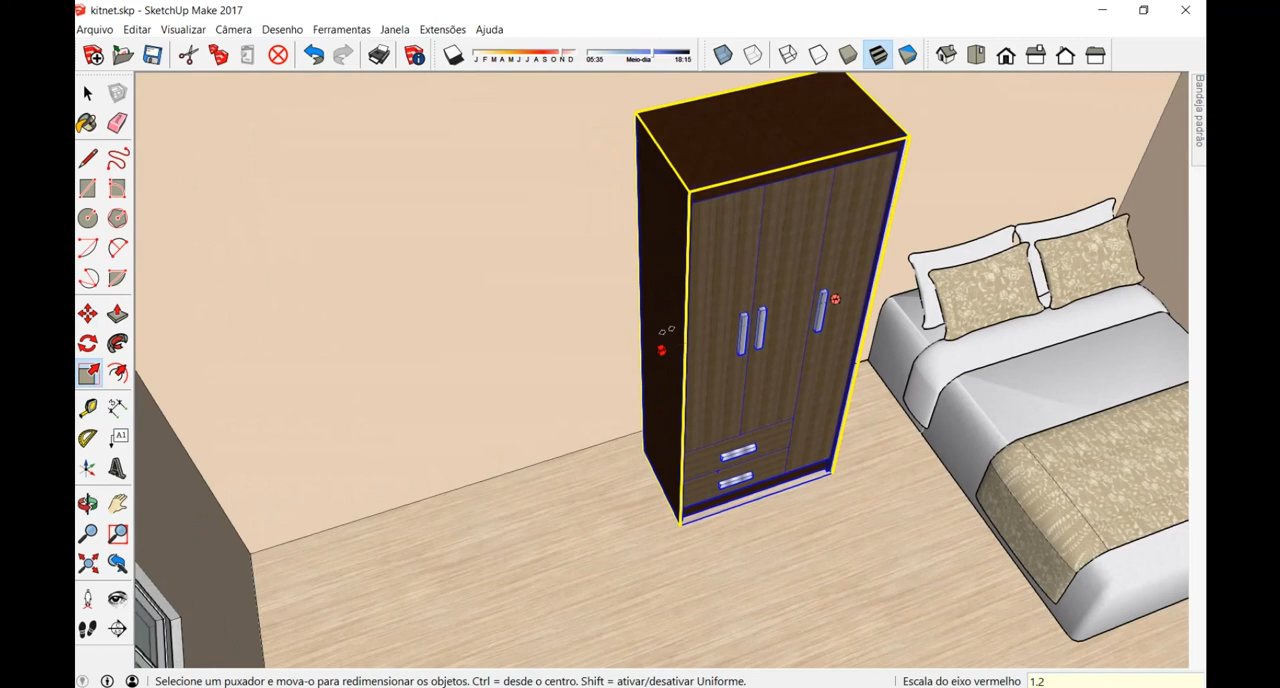 kitnet.skp - SketchUp Make 2017
Arquivo Editar Visualizar Câmera Desenho Ferramentas Janela Extensões Ajuda
J F M A M J J A S O N D
05:35 Meio-dia 18:15
Bandeja padrão
A1
Selecione um puxador e mova-o para redimensionar os objetos. Ctrl = desde o centro. Shift = ativar/desativar Uniforme.
Escala do eixo vermelho 1.2